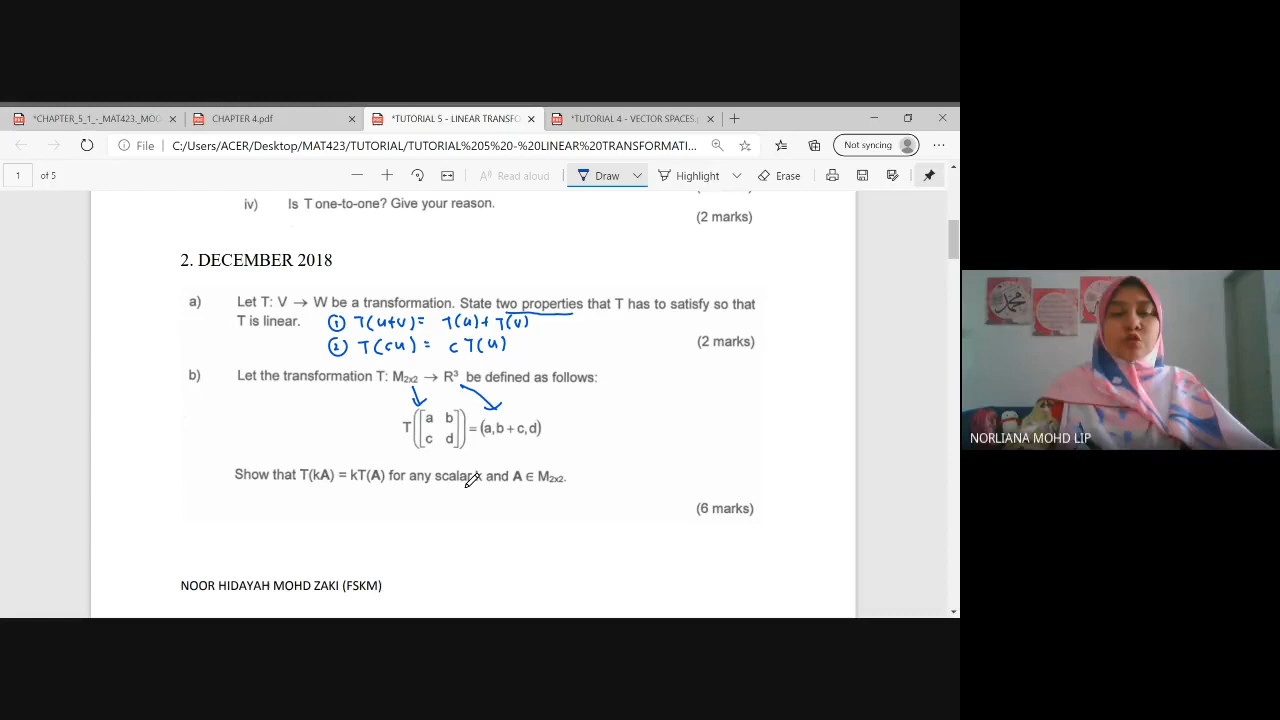 *CHAPTER_5_1_-_MAT423._MOO
CHAPTER 4.pdf
*TUTORIAL 5 - LINEAR TRANSFO
*TUTORIAL 4 - VECTOR SPACES.
File
C:/Users/ACER/Desktop/MAT423/TUTORIAL/TUTORIAL%205%20-%20LINEAR%20TRANSFORMATI...
Not syncing
1 of 5
Read aloud
Draw
Highlight
Erase
iv) Is T one-to-one? Give your reason.
(2 marks)
2. DECEMBER 2018
a) Let T: V → W be a transformation. State two properties that T has to satisfy so that
T is linear. ① T(u+v) = T(u) + T(v)
② T(cu) = c T(u)
(2 marks)
b) Let the transformation T: M₂ₓ₂ → R³ be defined as follows:
T([a b
c d]) = (a, b + c, d)
Show that T(kA) = kT(A) for any scalar k and A ∈ M₂ₓ₂.
(6 marks)
NOOR HIDAYAH MOHD ZAKI (FSKM)
NORLIANA MOHD LIP